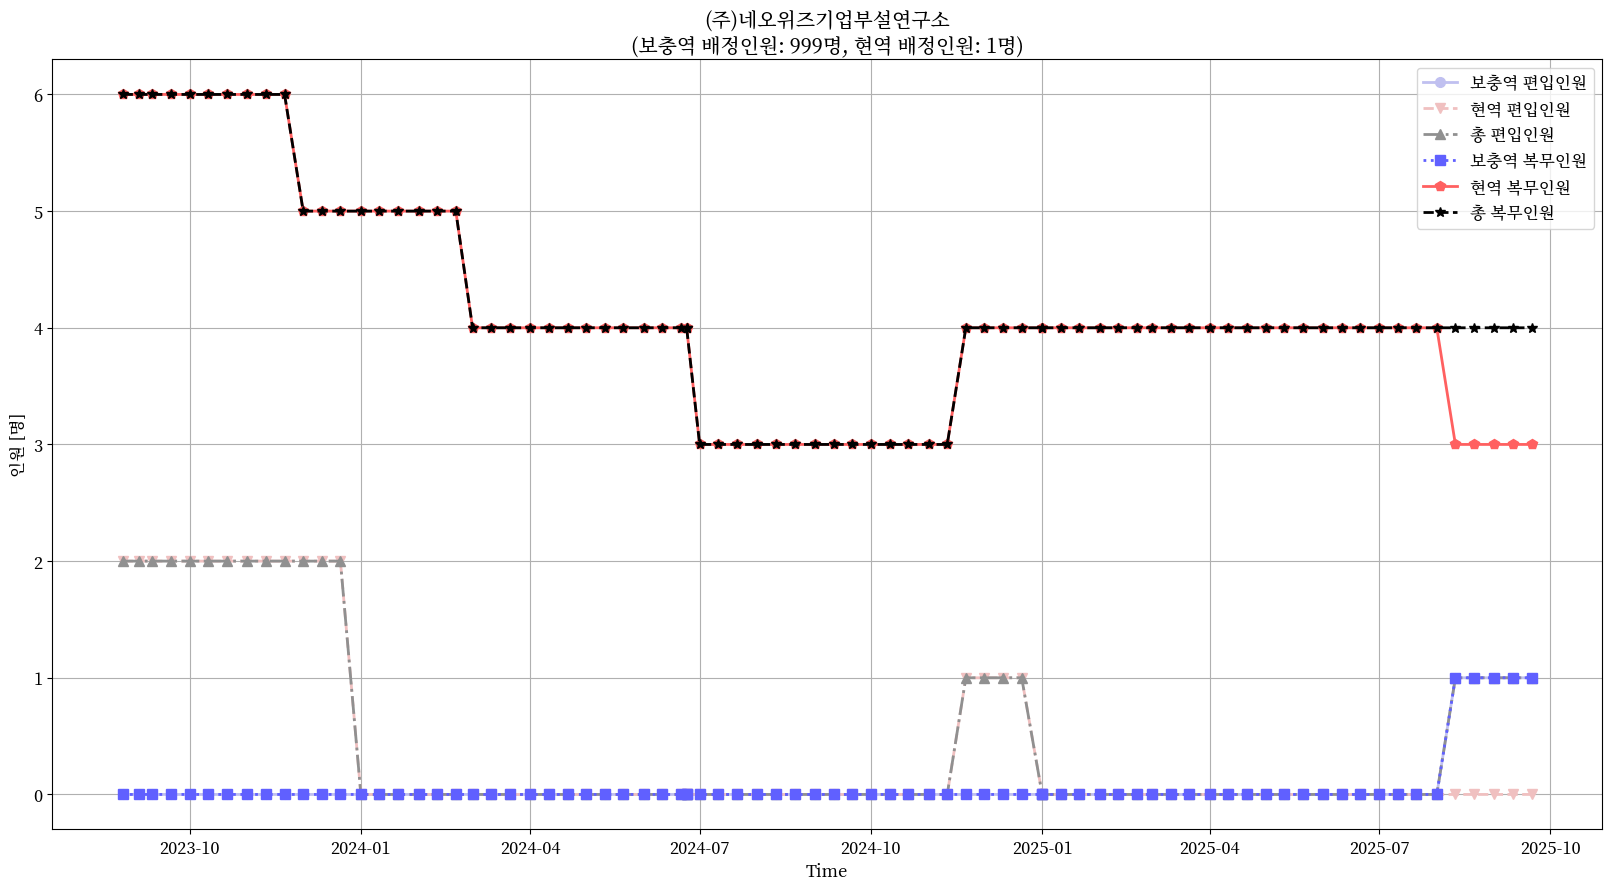 (주)네오위즈기업부설연구소
(보충역 배정인원: 999명, 현역 배정인원: 1명)
보충역 편입인원
현역 편입인원
총 편입인원
보충역 복무인원
현역 복무인원
총 복무인원
인원 [명]
6
5
4
3
2
1
0
2023-10
2024-01
2024-04
2024-07
2024-10
2025-01
2025-04
2025-07
2025-10
Time